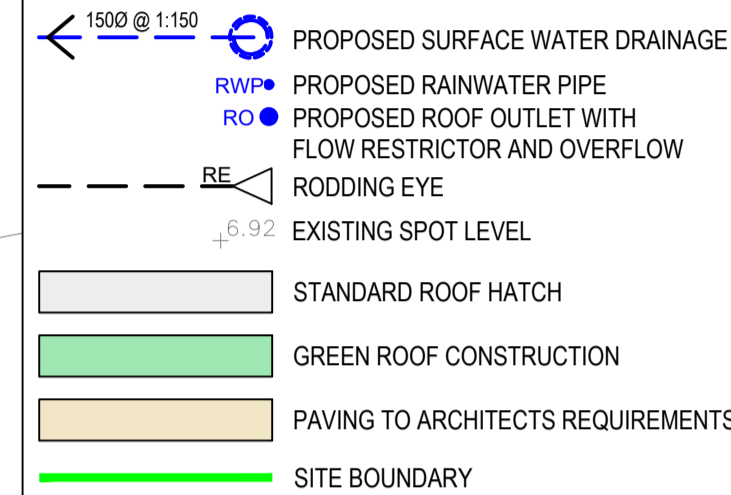 150Ø @ 1:150
PROPOSED SURFACE WATER DRAINAGE
RWP PROPOSED RAINWATER PIPE
RO PROPOSED ROOF OUTLET WITH
FLOW RESTRICTOR AND OVERFLOW
RE RODDING EYE
6.92 EXISTING SPOT LEVEL
STANDARD ROOF HATCH
GREEN ROOF CONSTRUCTION
PAVING TO ARCHITECTS REQUIREMENTS
SITE BOUNDARY